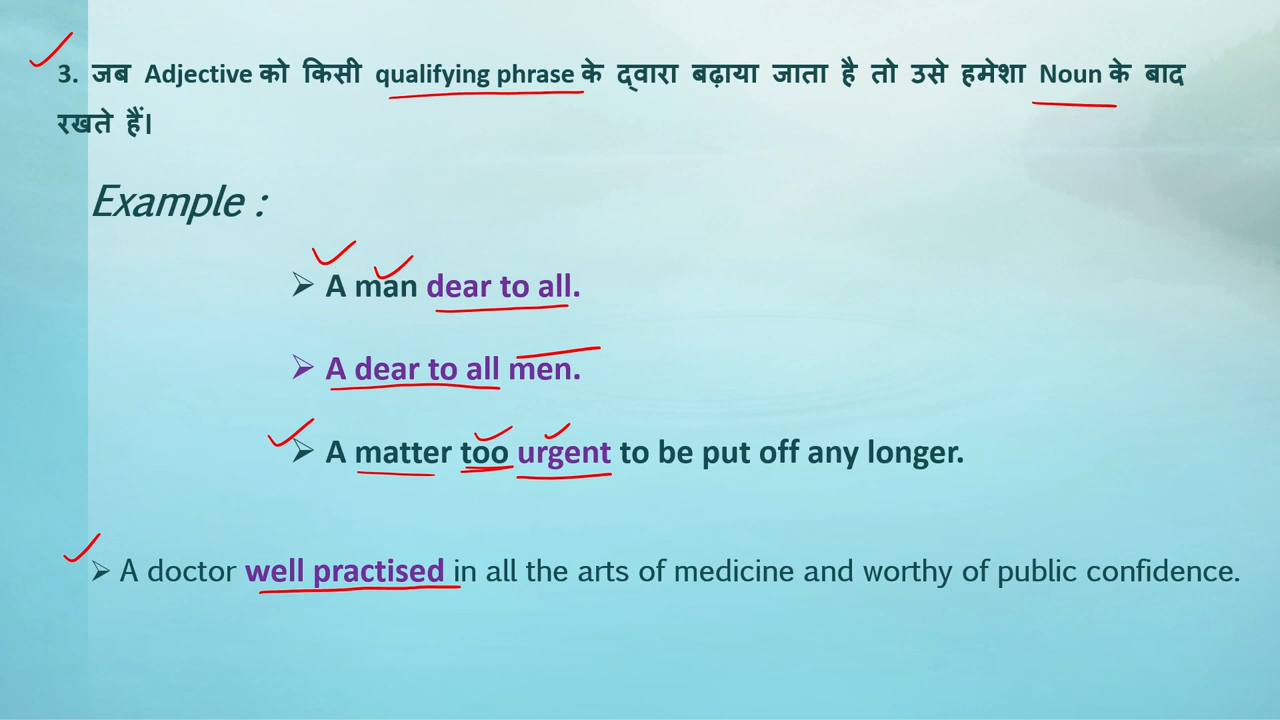 3. जब Adjective को किसी qualifying phrase के द्वारा बढ़ाया जाता है तो उसे हमेशा Noun के बाद
रखते हैं।
Example :
➢ A man dear to all.
➢ A dear to all men.
➢ A matter too urgent to be put off any longer.
➢ A doctor well practised in all the arts of medicine and worthy of public confidence.